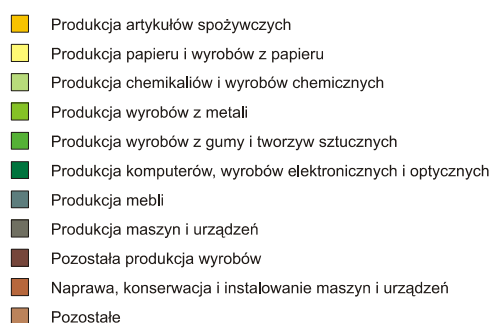 Produkcja artykułów spożywczych
Produkcja papieru i wyrobów z papieru
Produkcja chemikaliów i wyrobów chemicznych
Produkcja wyrobów z metali
Produkcja wyrobów z gumy i tworzyw sztucznych
Produkcja komputerów, wyrobów elektronicznych i optycznych
Produkcja mebli
Produkcja maszyn i urządzeń
Pozostała produkcja wyrobów
Naprawa, konserwacja i instalowanie maszyn i urządzeń
Pozostałe